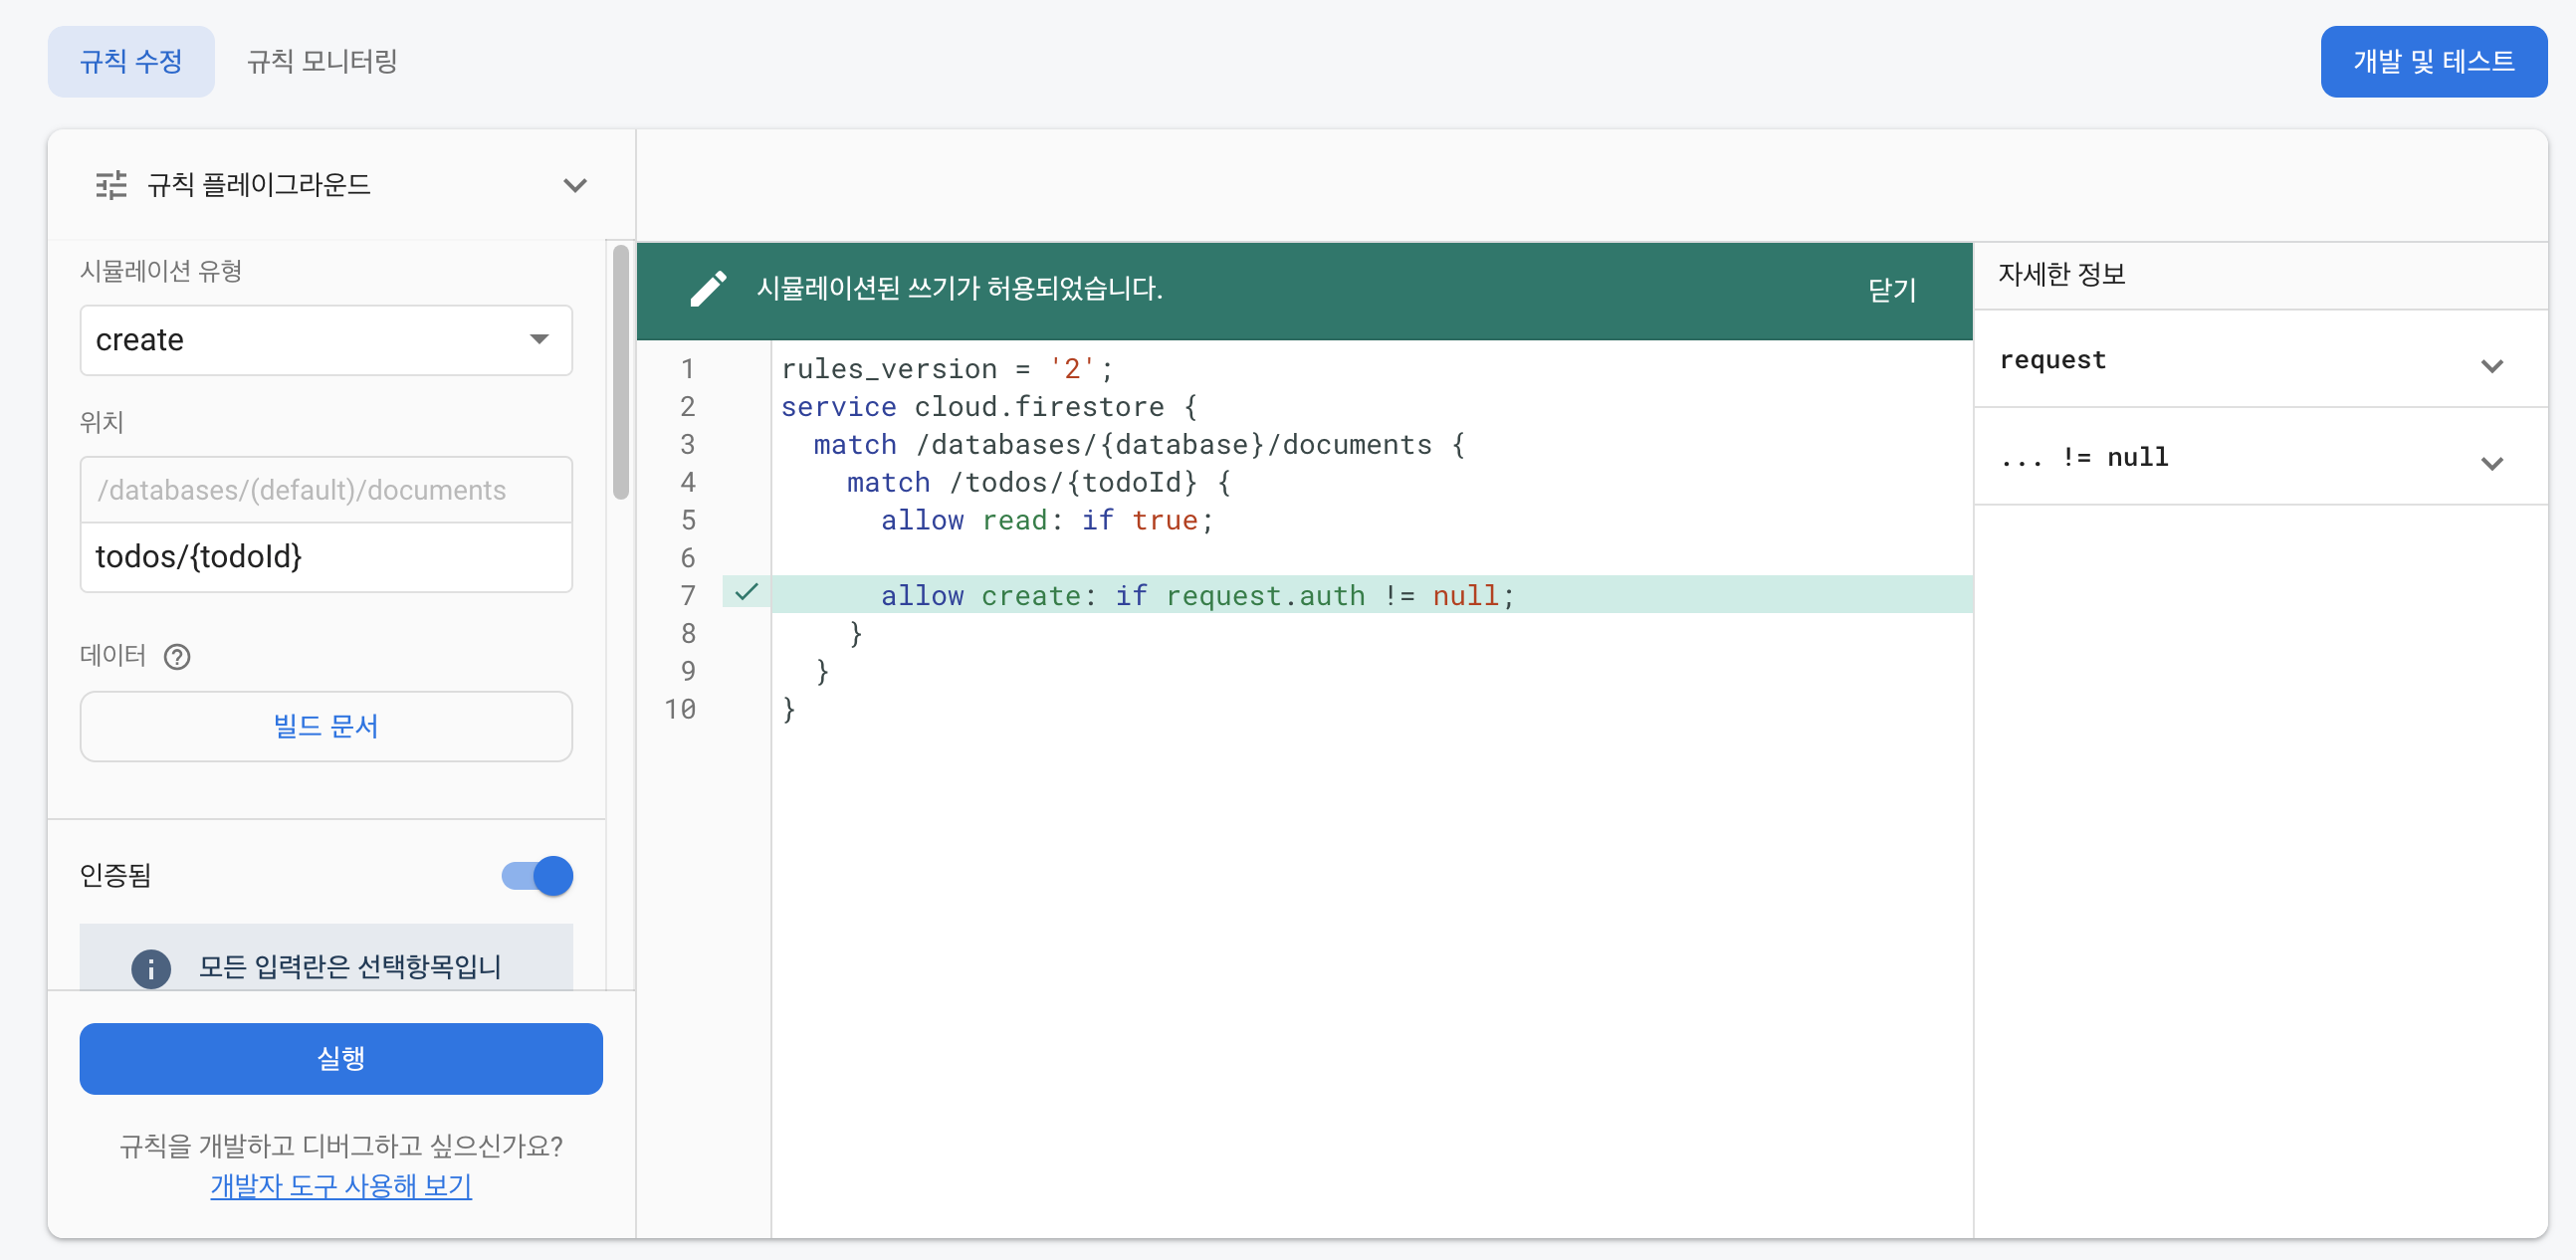 규칙 수정
규칙 모니터링
개발 및 테스트
규칙 플레이그라운드
시뮬레이션 유형
create
위치
/databases/(default)/documents
todos/{todoId}
데이터
빌드 문서
인증됨
모든 입력란은 선택항목입니
실행
규칙을 개발하고 디버그하고 싶으신가요?
개발자 도구 사용해 보기
시뮬레이션된 쓰기가 허용되었습니다.
닫기
1 rules_version = '2';
2 service cloud.firestore {
3   match /databases/{database}/documents {
4     match /todos/{todoId} {
5       allow read: if true;
6
7       allow create: if request.auth != null;
8     }
9   }
10 }
자세한 정보
request
... != null